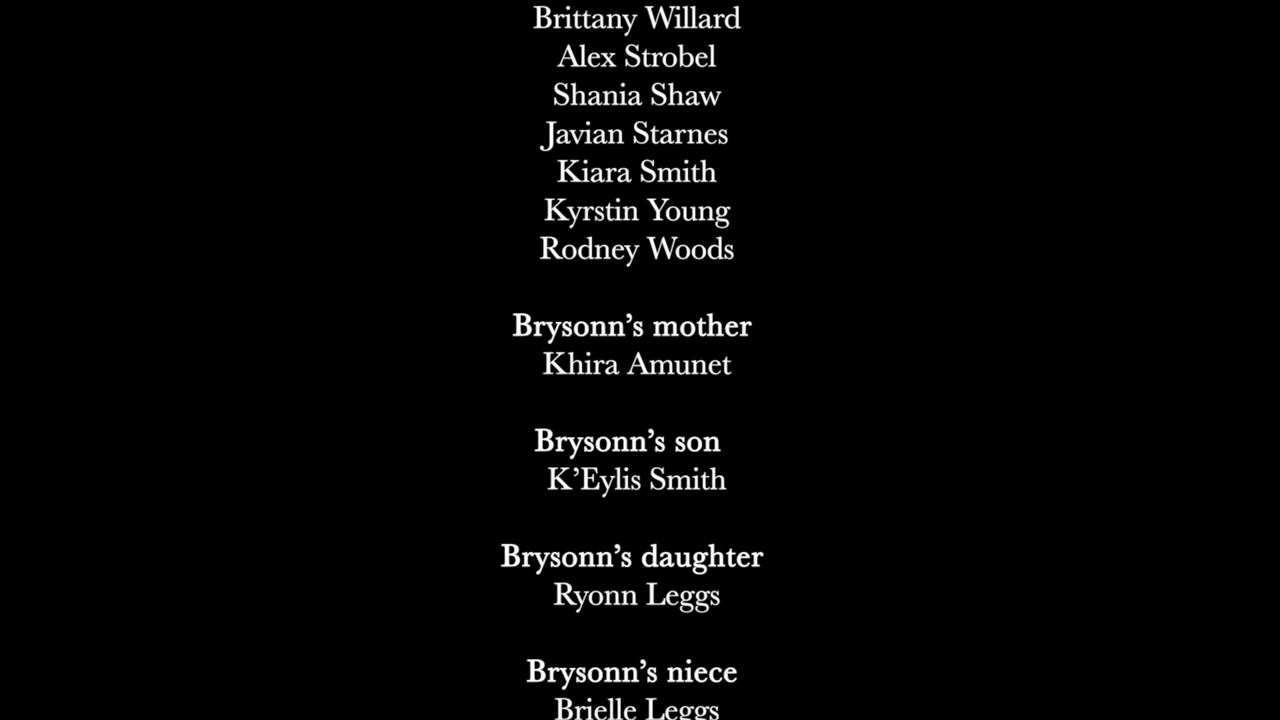 Brittany Willard
Alex Strobel
Shania Shaw
Javian Starnes
Kiara Smith
Kyrstin Young
Rodney Woods
Brysonn’s mother
Khira Amunet
Brysonn’s son
K’Eylis Smith
Brysonn’s daughter
Ryonn Leggs
Brysonn’s niece
Brielle Leggs